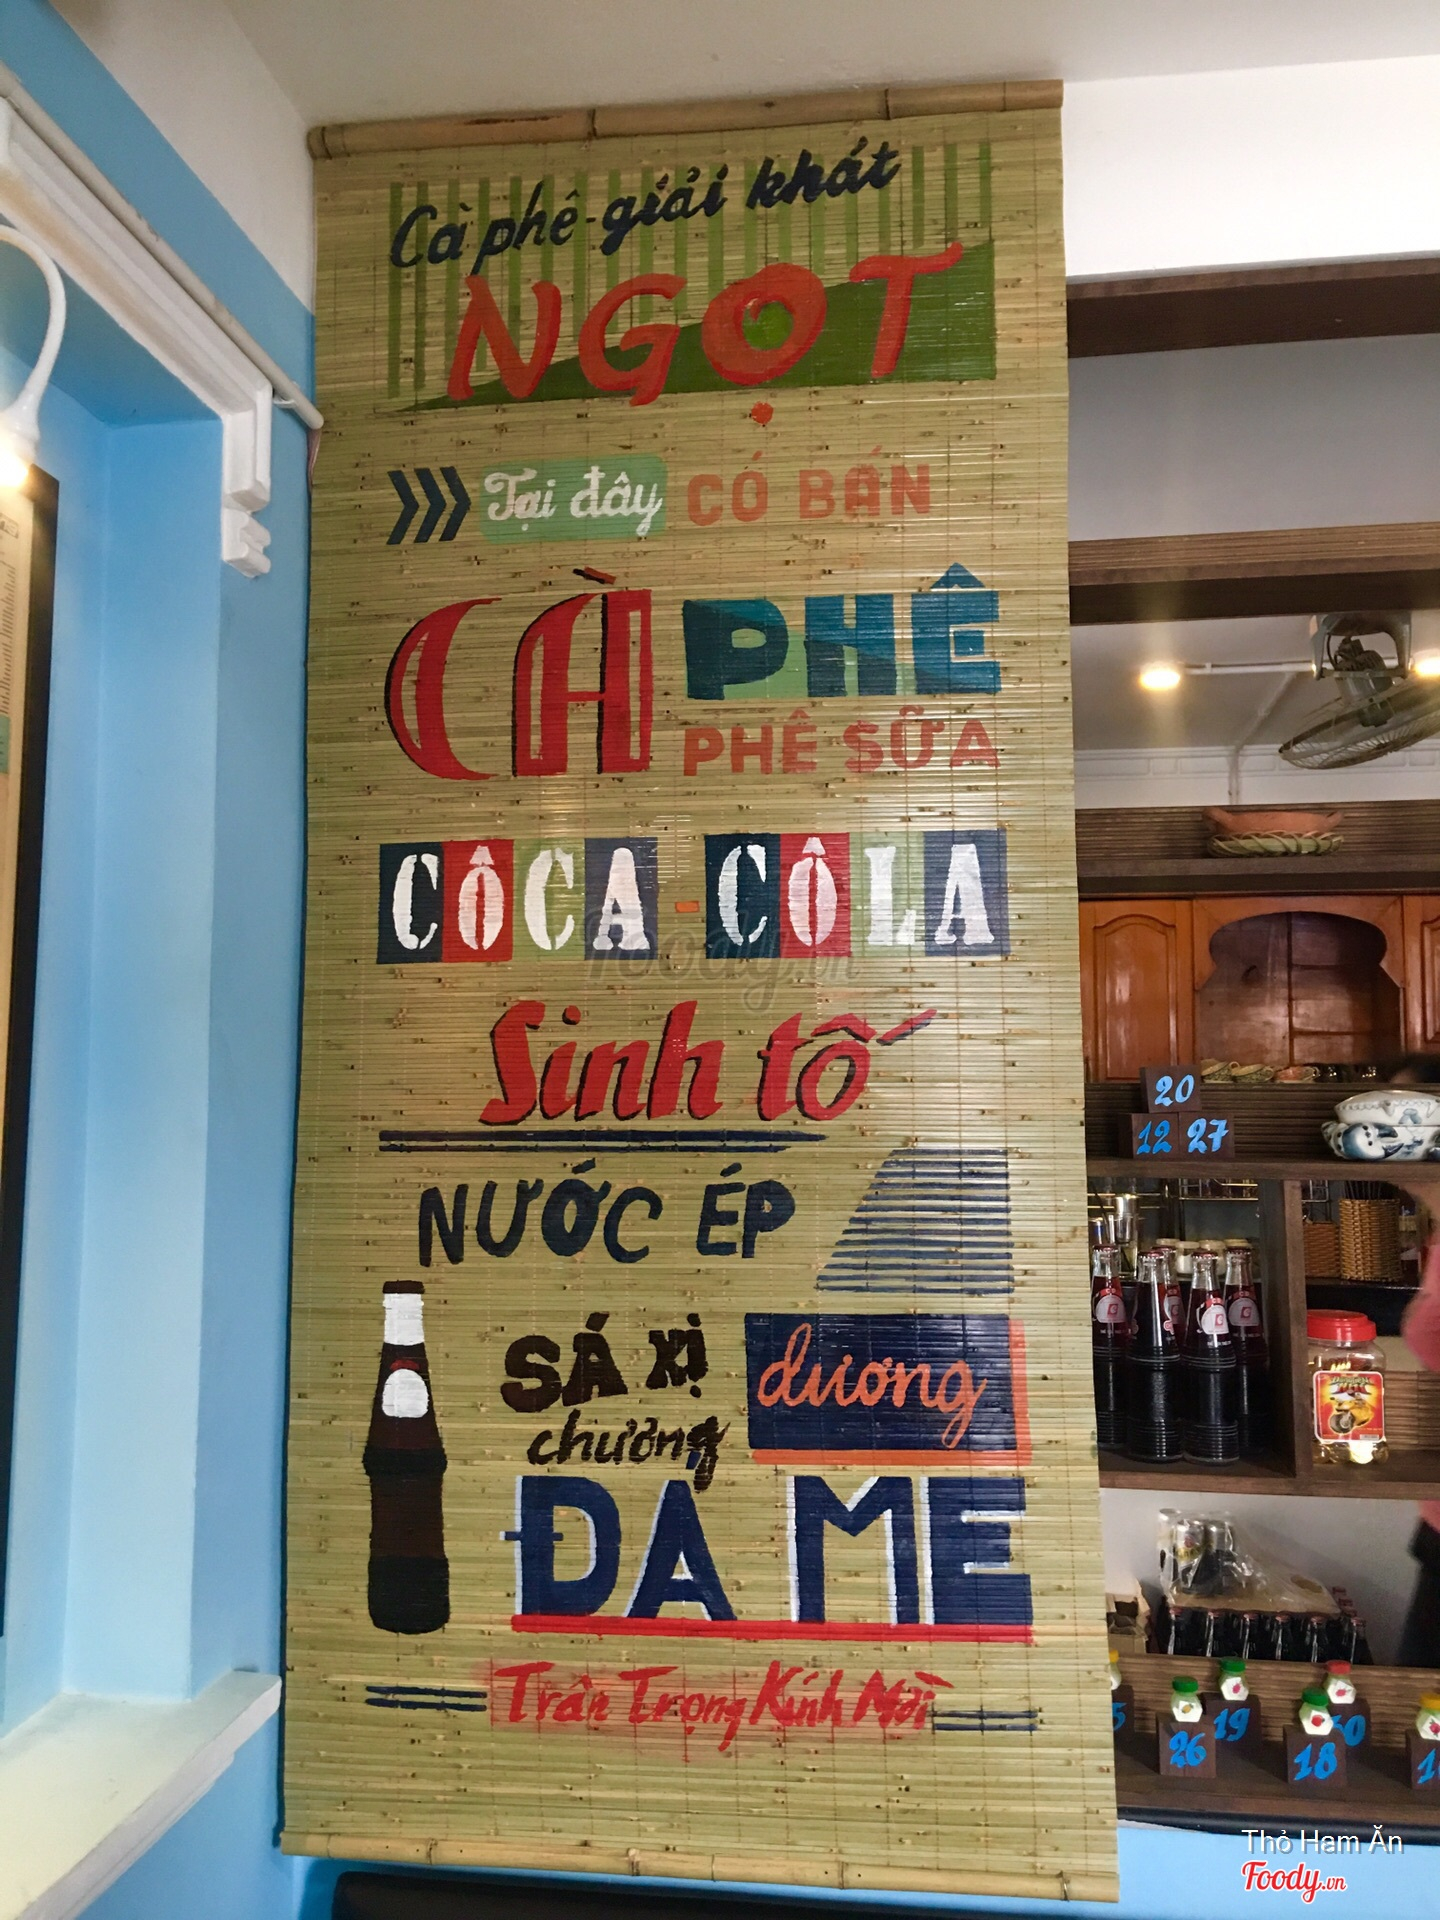 Cà phê-giải khát
NGỌT
Tại đây CÓ BÁN
CÀ PHÊ
PHÊ SỮA
CÔCA-CÔLA
Sinh tố
NƯỚC ÉP
SÁ XỊ
chương dương
ĐÁ ME
Trân Trọng Kính Mời
20
12 27
26 19
18
Foody.vn
Thỏ Ham Ăn
Foody.vn